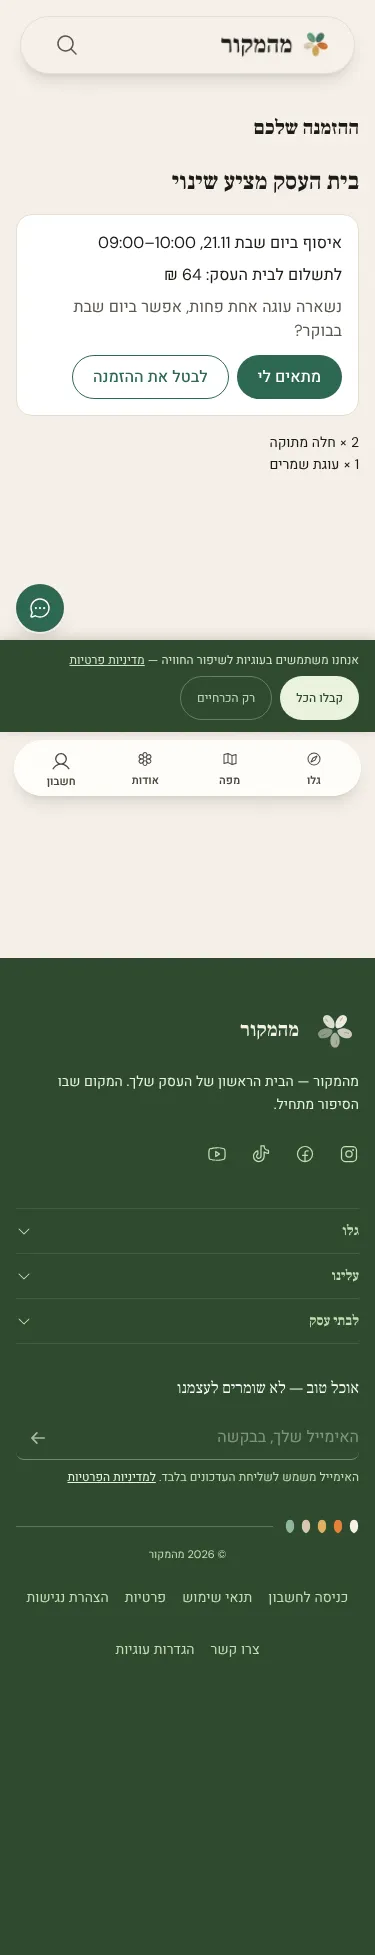 מהמקור
ההזמנה שלכם
בית העסק מציע שינוי
איסוף ביום שבת 21.11, 09:00–10:00
לתשלום לבית העסק: 64 ₪
נשארה עוגה אחת פחות, אפשר ביום שבת
בבוקר?
מתאים לי
לבטל את ההזמנה
2 × חלה מתוקה
1 × עוגת שמרים
אנחנו משתמשים בעוגיות לשיפור החוויה — מדיניות פרטיות
קבלו הכל
רק הכרחיים
גלו
מפה
אודות
חשבון
מהמקור
מהמקור — הבית הראשון של העסק שלך. המקום שבו
הסיפור מתחיל.
גלו
עלינו
לבתי עסק
אוכל טוב — לא שומרים לעצמנו
האימייל שלך, בבקשה
האימייל משמש לשליחת העדכונים בלבד. למדיניות הפרטיות
© 2026 מהמקור
כניסה לחשבון תנאי שימוש פרטיות הצהרת נגישות
צרו קשר הגדרות עוגיות